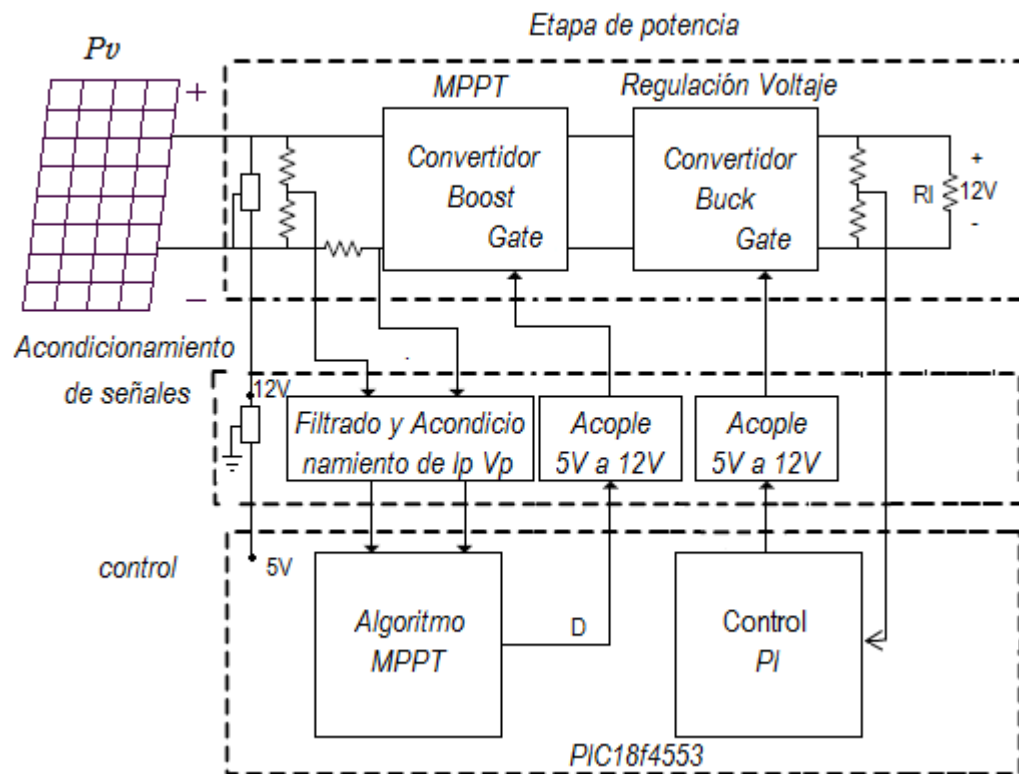 Etapa de potencia
Pv
+
MPPT
Regulación Voltaje
Convertidor
Boost
Gate
Convertidor
Buck
Gate
Rl
+
12V
-
−
Acondicionamiento
de señales
12V
Filtrado y Acondicio
namiento de Ip Vp
Acople
5V a 12V
Acople
5V a 12V
control
5V
Algoritmo
MPPT
D
Control
PI
PIC18f4553